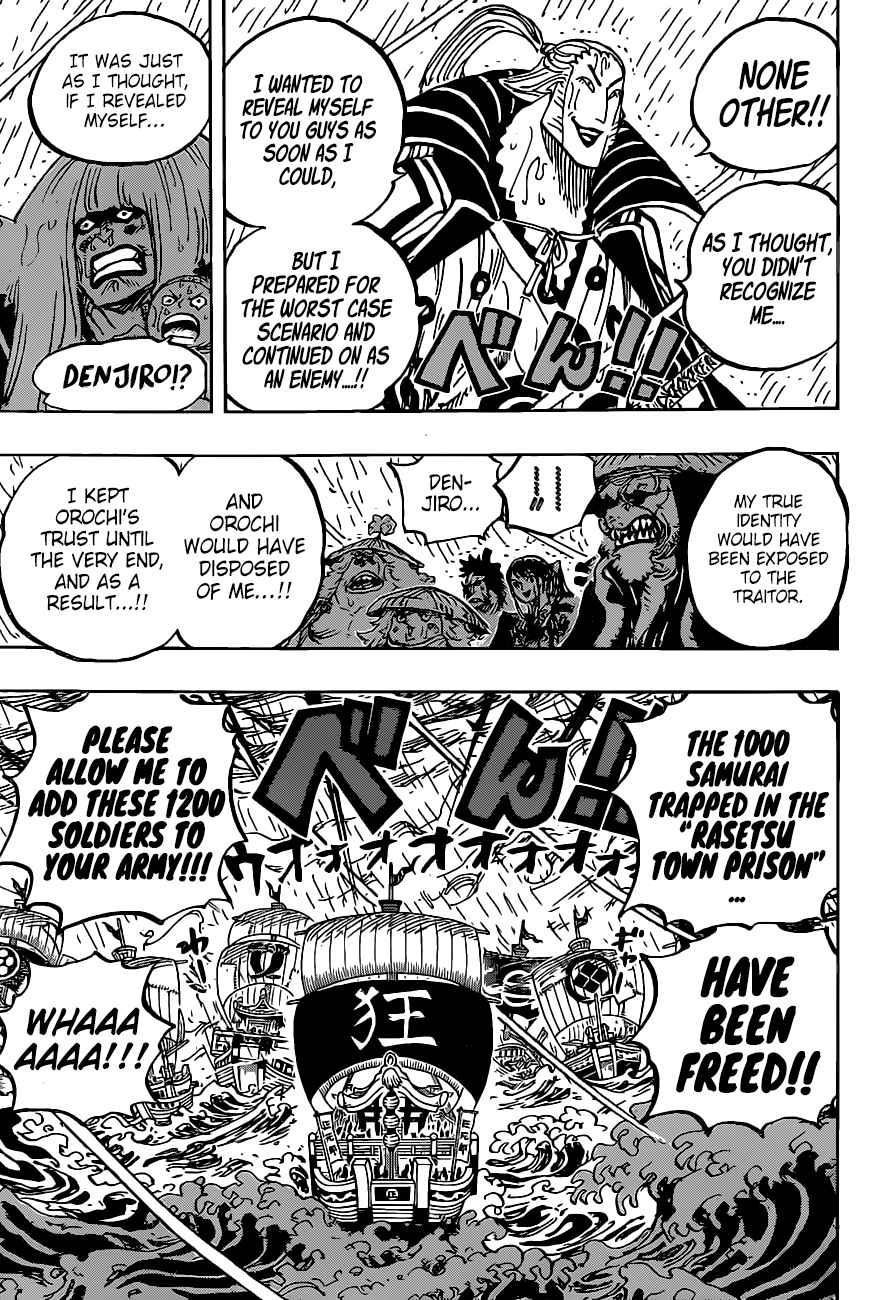 NONE
OTHER!!
AS I THOUGHT,
YOU DIDN'T
RECOGNIZE
ME....
I WANTED TO
REVEAL MYSELF
TO YOU GUYS AS
SOON AS I
COULD,
BUT I
PREPARED FOR
THE WORST CASE
SCENARIO AND
CONTINUED ON AS
AN ENEMY....!!
べん!!
IT WAS JUST
AS I THOUGHT,
IF I REVEALED
MYSELF...
DENJIRO!?
MY TRUE
IDENTITY
WOULD HAVE
BEEN EXPOSED
TO THE
TRAITOR.
DEN-
JIRO...
AND
OROCHI
WOULD HAVE
DISPOSED
OF ME...!!
I KEPT
OROCHI'S
TRUST UNTIL
THE VERY END,
AND AS A
RESULT...!!
THE 1000
SAMURAI
TRAPPED IN THE
"RASETSU
TOWN PRISON"
...
HAVE
BEEN
FREED!!
べん!
ウオオオオオオオ
PLEASE
ALLOW ME TO
ADD THESE 1200
SOLDIERS TO
YOUR ARMY!!!
ギャー
わー
WHAAA
AAAA!!!
狂